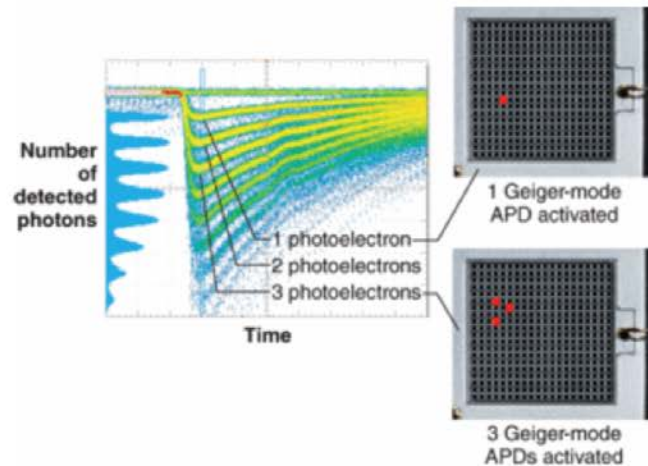 Number
of
detected
photons
1 photoelectron
2 photoelectrons
3 photoelectrons
Time
1 Geiger-mode
APD activated
3 Geiger-mode
APDs activated